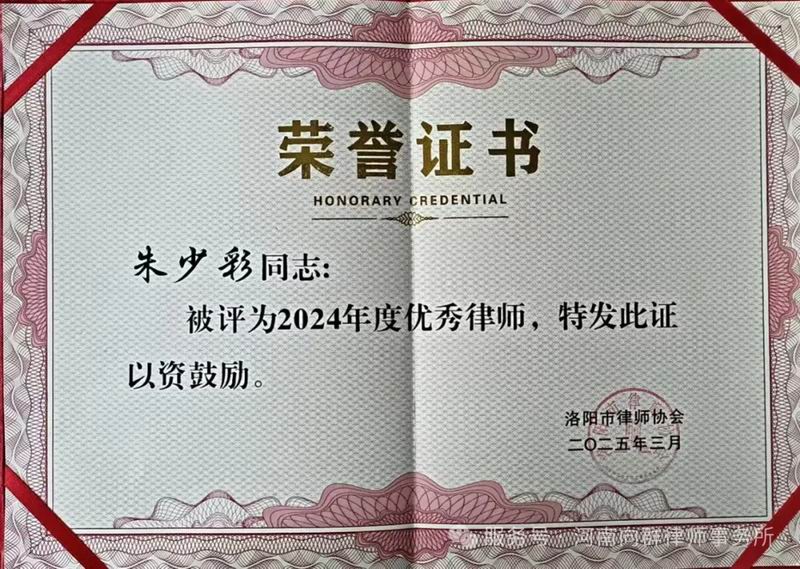 荣誉证书
HONORARY CREDENTIAL
朱少彩同志:
被评为2024年度优秀律师，特发此证
以资鼓励。
洛阳市律师协会
二〇二五年三月
服务号 河南同群律师事务所